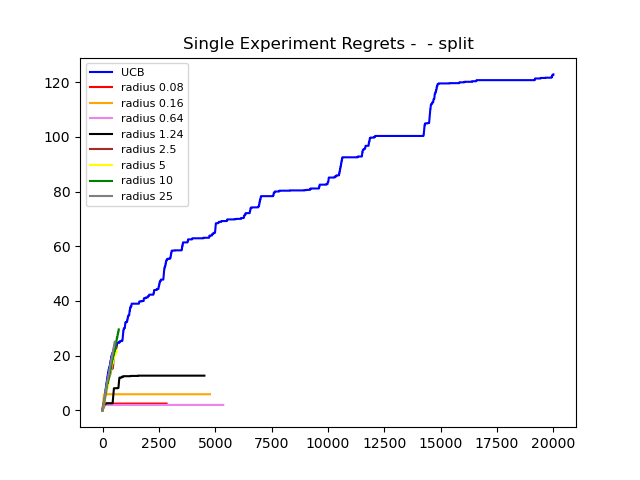 Single Experiment Regrets -  - split
UCB
radius 0.08
radius 0.16
radius 0.64
radius 1.24
radius 2.5
radius 5
radius 10
radius 25
120
100
80
60
40
20
0
0 2500 5000 7500 10000 12500 15000 17500 20000